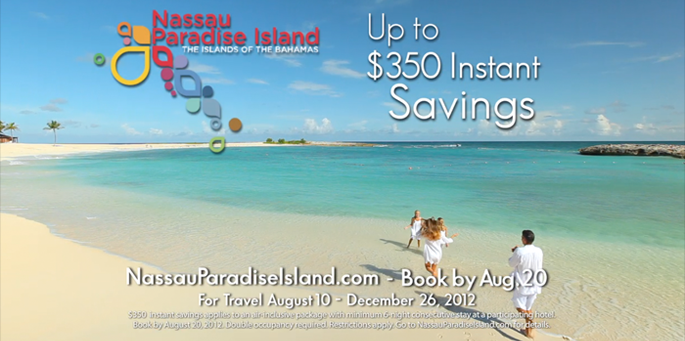 Nassau
Paradise Island
THE ISLANDS OF THE BAHAMAS
Up to
$350 Instant
Savings
NassauParadiseIsland.com - Book by Aug. 20
For Travel August 10 - December 26, 2012
$350 instant savings applies to an air-inclusive package with minimum 6-night consecutive stay at a participating hotel.
Book by August 20, 2012. Double occupancy required. Restrictions apply. Go to NassauParadiseIsland.com for details.